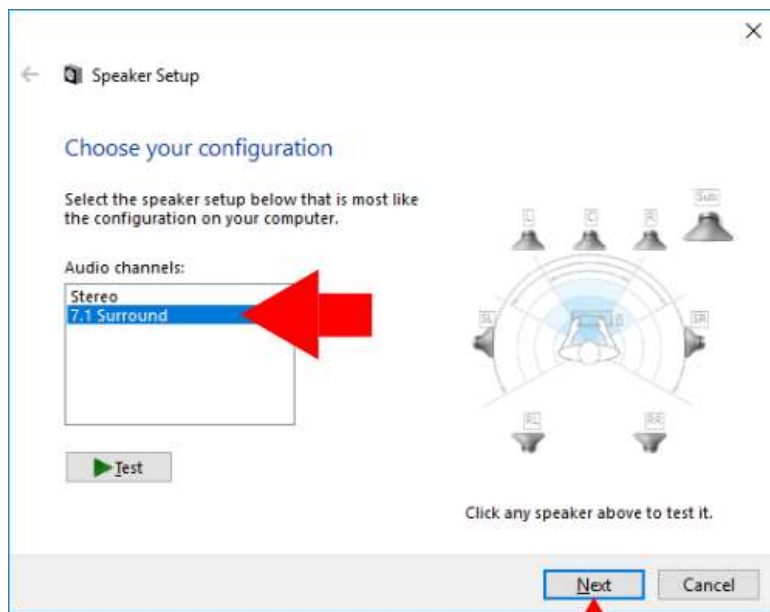 Speaker Setup
Choose your configuration
Select the speaker setup below that is most like
the configuration on your computer.
Audio channels:
Stereo
7.1 Surround
Test
L
C
R
Sub
SL
SR
RL
RR
Click any speaker above to test it.
Next
Cancel